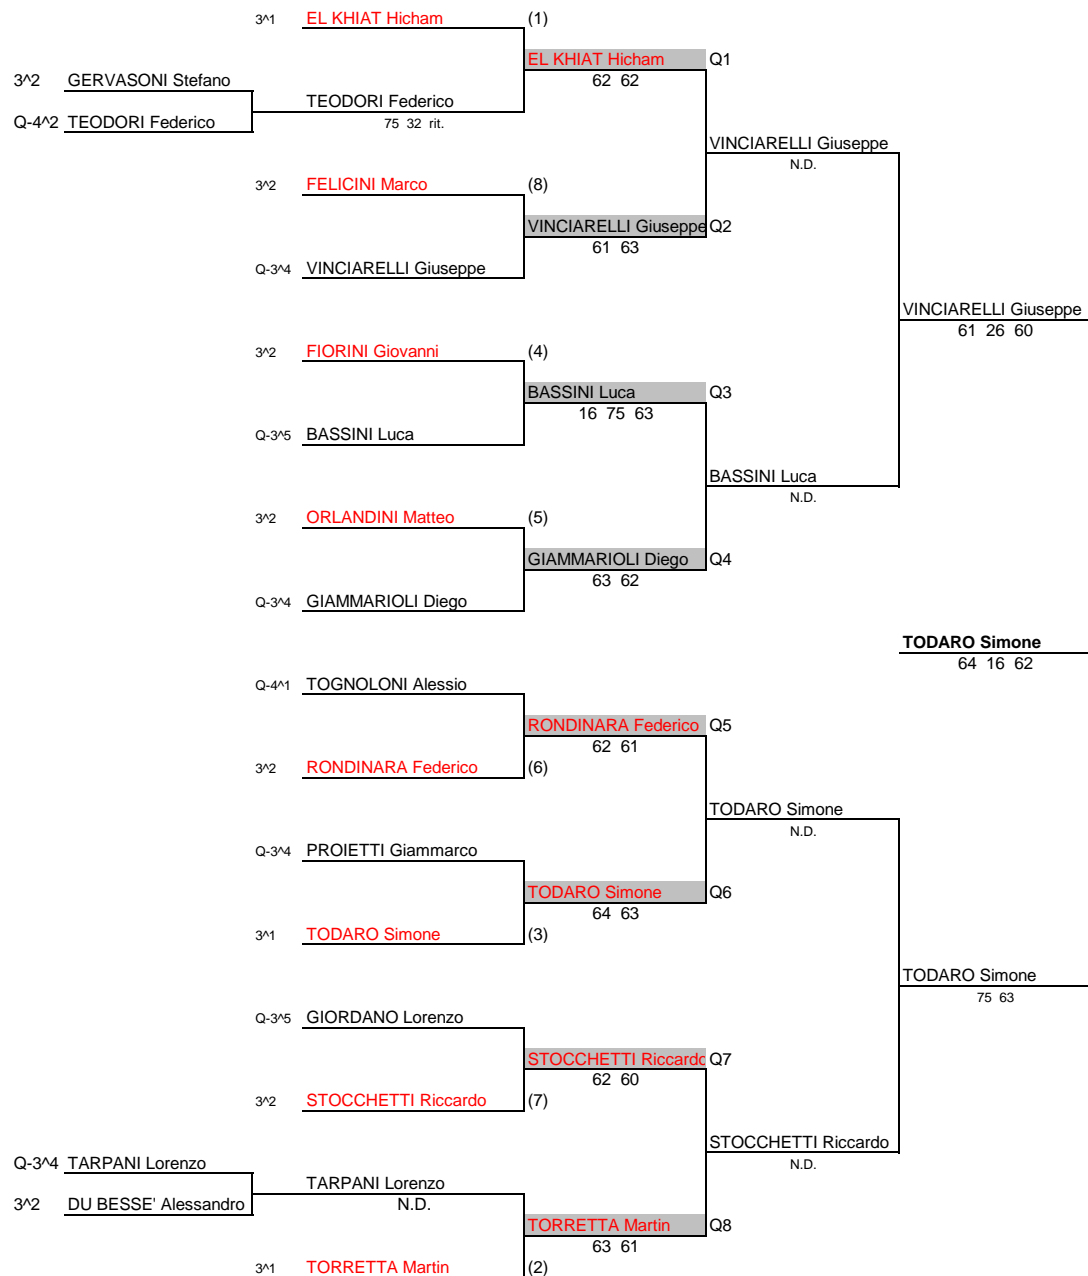 3^1 EL KHIAT Hicham (1)
EL KHIAT Hicham Q1
3^2 GERVASONI Stefano 62 62
TEODORI Federico
Q-4^2 TEODORI Federico 75 32 rit.
VINCIARELLI Giuseppe
N.D.
3^2 FELICINI Marco (8)
VINCIARELLI Giuseppe Q2
61 63
Q-3^4 VINCIARELLI Giuseppe
VINCIARELLI Giuseppe
61 26 60
3^2 FIORINI Giovanni (4)
BASSINI Luca Q3
16 75 63
Q-3^5 BASSINI Luca
BASSINI Luca
N.D.
3^2 ORLANDINI Matteo (5)
GIAMMARIOLI Diego Q4
63 62
Q-3^4 GIAMMARIOLI Diego
TODARO Simone
64 16 62
Q-4^1 TOGNOLONI Alessio
RONDINARA Federico Q5
62 61
3^2 RONDINARA Federico (6)
TODARO Simone
N.D.
Q-3^4 PROIETTI Giammarco
TODARO Simone Q6
64 63
3^1 TODARO Simone (3)
TODARO Simone
75 63
Q-3^5 GIORDANO Lorenzo
STOCCHETTI Riccardo Q7
62 60
3^2 STOCCHETTI Riccardo (7)
STOCCHETTI Riccardo
Q-3^4 TARPANI Lorenzo N.D.
TARPANI Lorenzo
3^2 DU BESSE' Alessandro N.D.
TORRETTA Martin Q8
63 61
3^1 TORRETTA Martin (2)